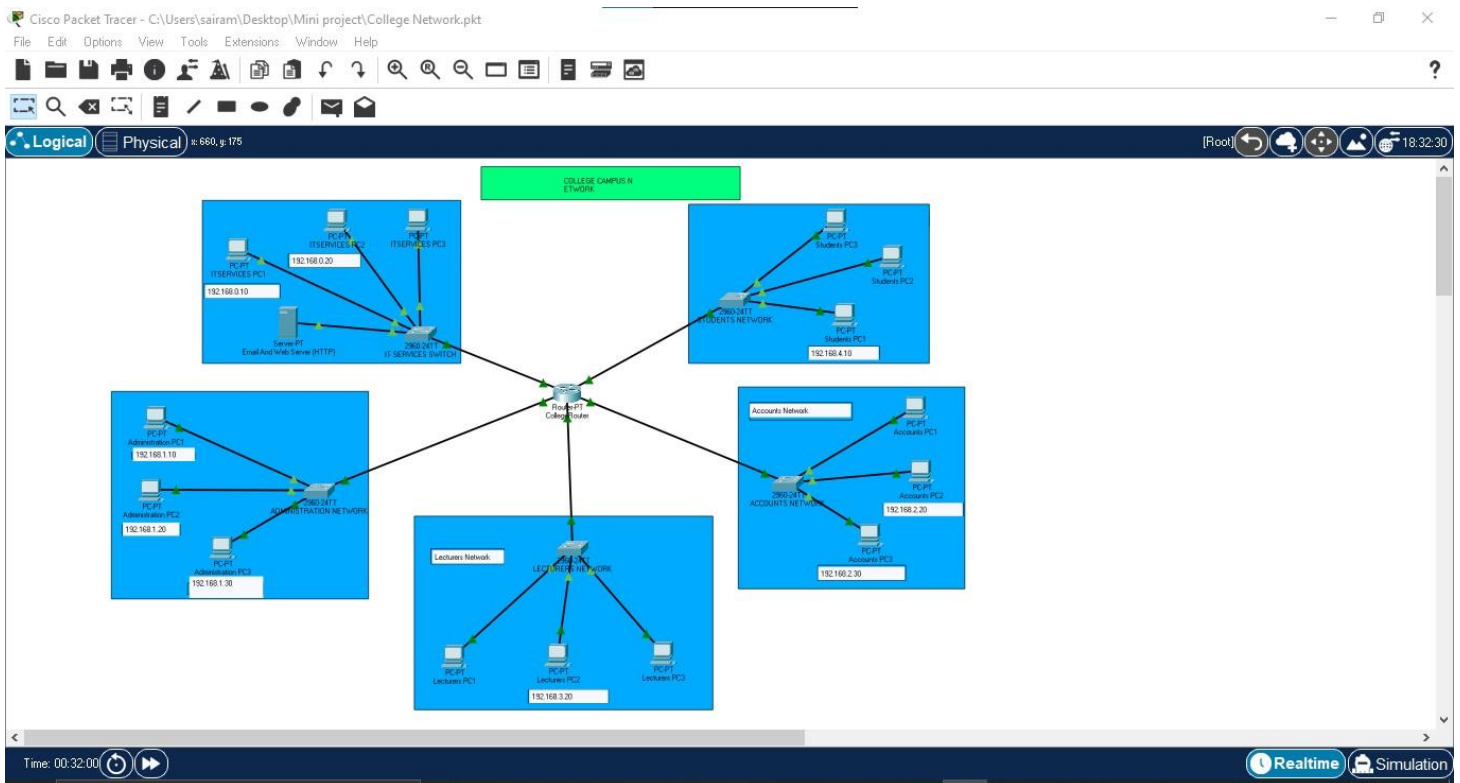 Cisco Packet Tracer - C:\Users\sairam\Desktop\Mini project\College Network.pkt
File Edit Options View Tools Extensions Window Help
?
Logical Physical x: 660, y: 175 [Root] 18:32:30
COLLEGE CAMPUS N
ETWORK
PC-PT
ITSERVICES PC2
PC-PT
ITSERVICES PC3
192.168.0.20
PC-PT
ITSERVICES PC1
192.168.0.10
Server-PT
Email And Web Server (HTTP)
2960-24TT
IT SERVICES SWITCH
PC-PT
Students PC3
PC-PT
Students PC2
2960-24TT
STUDENTS NETWORK
PC-PT
Students PC1
192.168.4.10
Router-PT
College Router
PC-PT
Administration PC1
192.168.1.10
PC-PT
Administration PC2
192.168.1.20
2960-24TT
ADMINISTRATION NETWORK
PC-PT
Administration PC3
192.168.1.30
Accounts Network
PC-PT
Accounts PC1
2960-24TT
ACCOUNTS NETWORK
PC-PT
Accounts PC2
192.168.2.20
PC-PT
Accounts PC3
192.168.2.30
Lecturers Network
2960-24TT
LECTURERS NETWORK
PC-PT
Lecturers PC1
PC-PT
Lecturers PC2
PC-PT
Lecturers PC3
192.168.3.20
Time: 00:32:00 Realtime Simulation